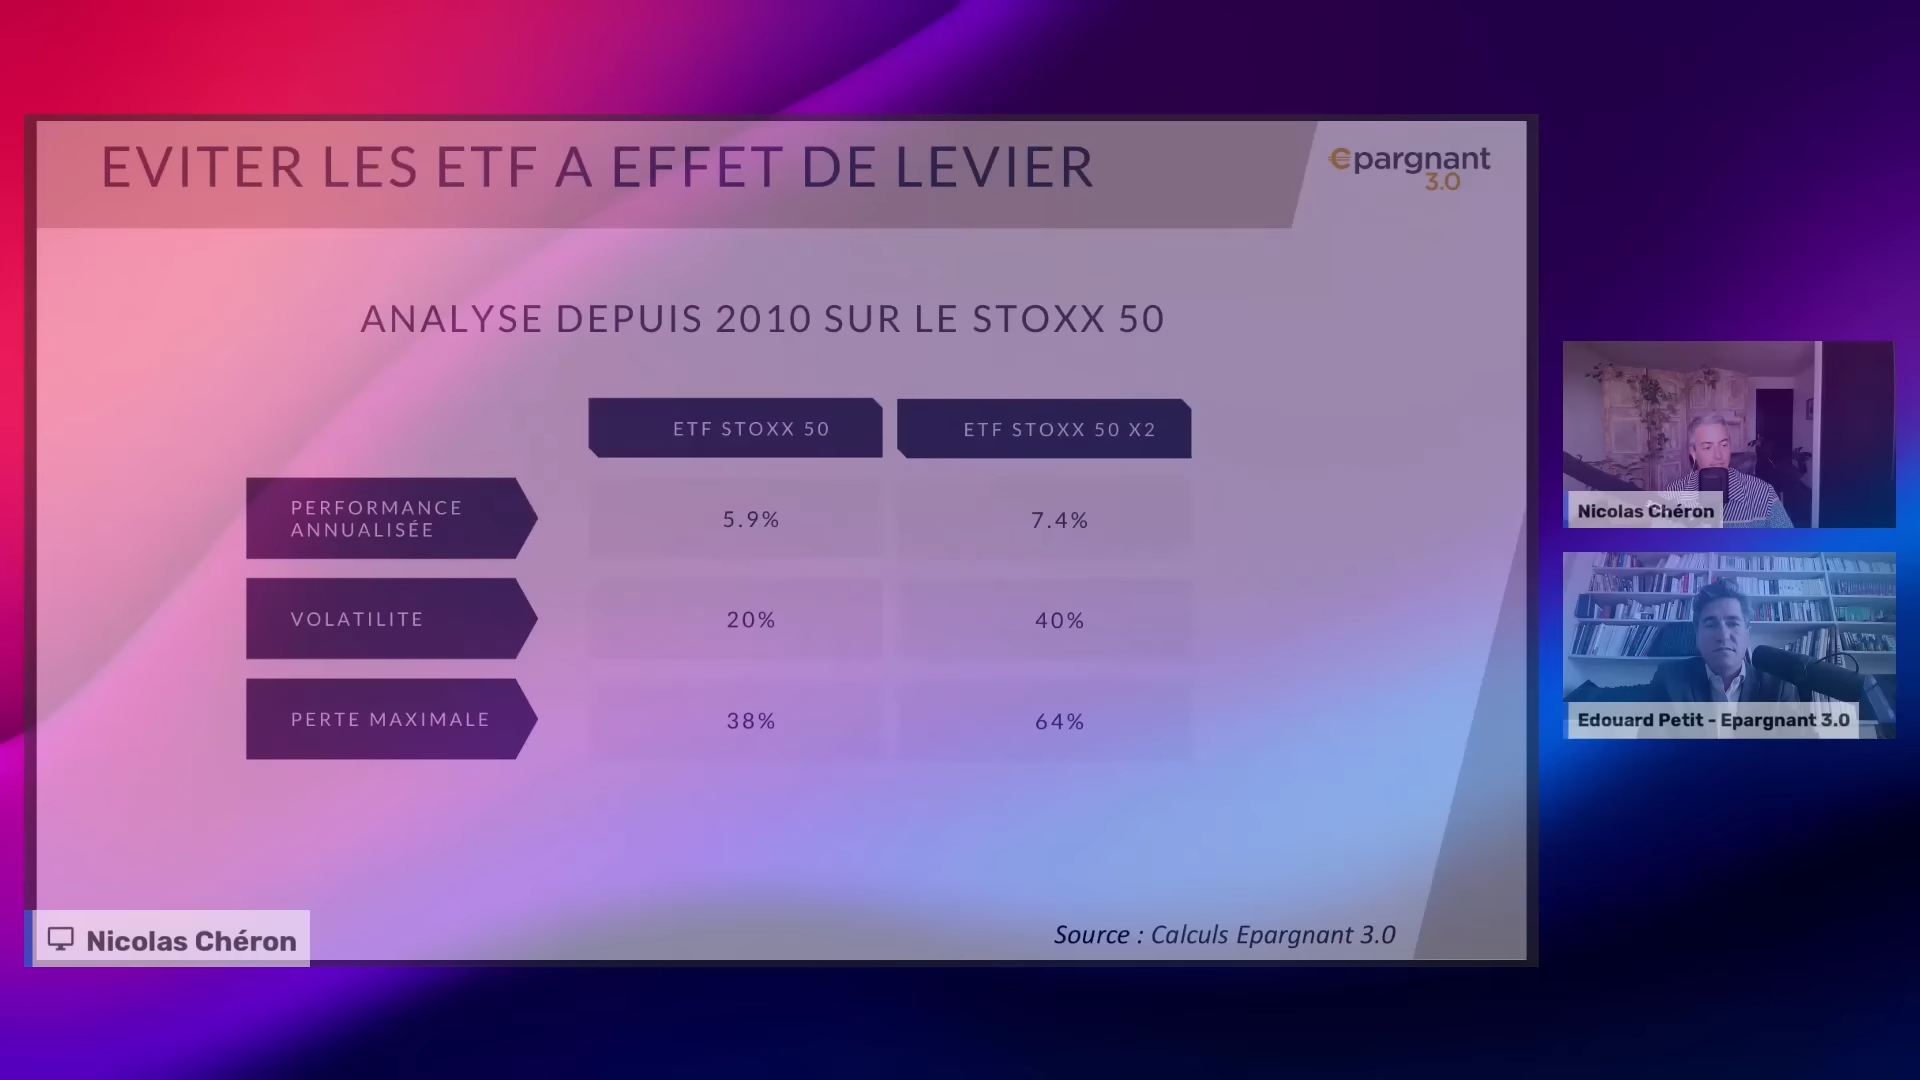 EVITER LES ETF A EFFET DE LEVIER
€pargnant
3.0
ANALYSE DEPUIS 2010 SUR LE STOXX 50
ETF STOXX 50
ETF STOXX 50 X2
PERFORMANCE
ANNUALISÉE
5.9%
7.4%
VOLATILITE
20%
40%
PERTE MAXIMALE
38%
64%
Source : Calculs Epargnant 3.0
Nicolas Chéron
Nicolas Chéron
Edouard Petit - Epargnant 3.0